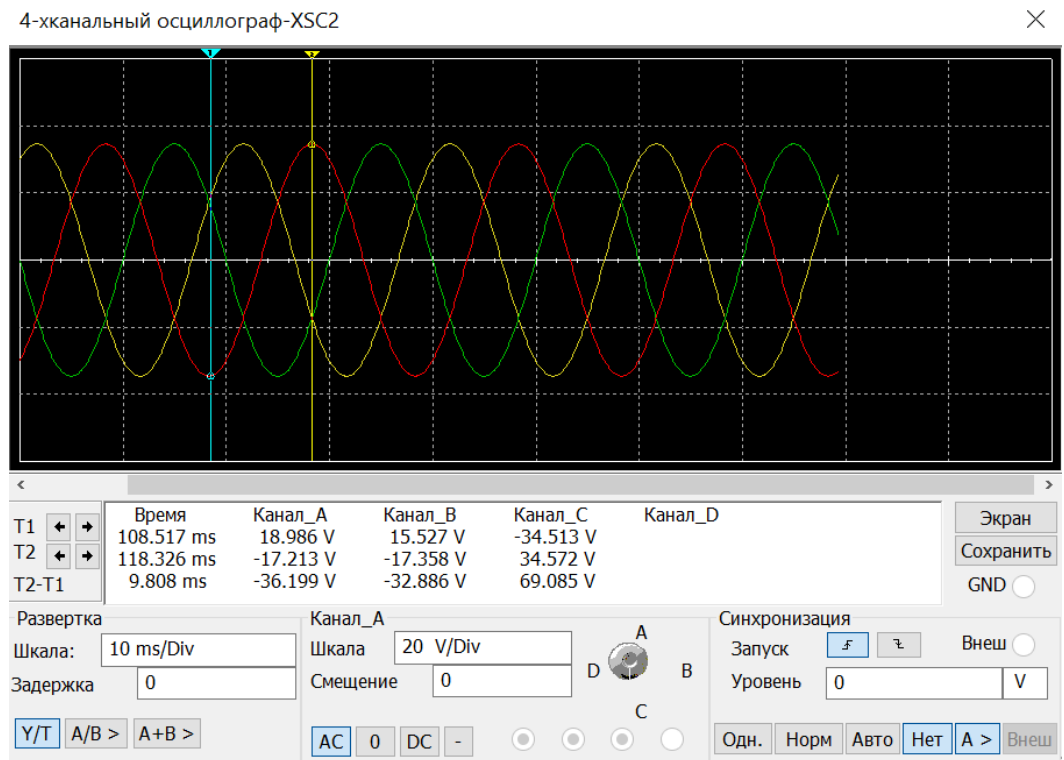 4-хканальный осциллограф-XSC2
1 2
T1
T2
T2-T1
Время Канал_A Канал_B Канал_C Канал_D
108.517 ms 18.986 V 15.527 V -34.513 V
118.326 ms -17.213 V -17.358 V 34.572 V
9.808 ms -36.199 V -32.886 V 69.085 V
Экран
Сохранить
GND
Развертка
Шкала: 10 ms/Div
Задержка 0
Y/T A/B > A+B >
Канал_A
Шкала 20 V/Div
Смещение 0
AC 0 DC -
A
D B
C
Синхронизация
Запуск Внеш
Уровень 0 V
Одн. Норм Авто Нет A > Внеш